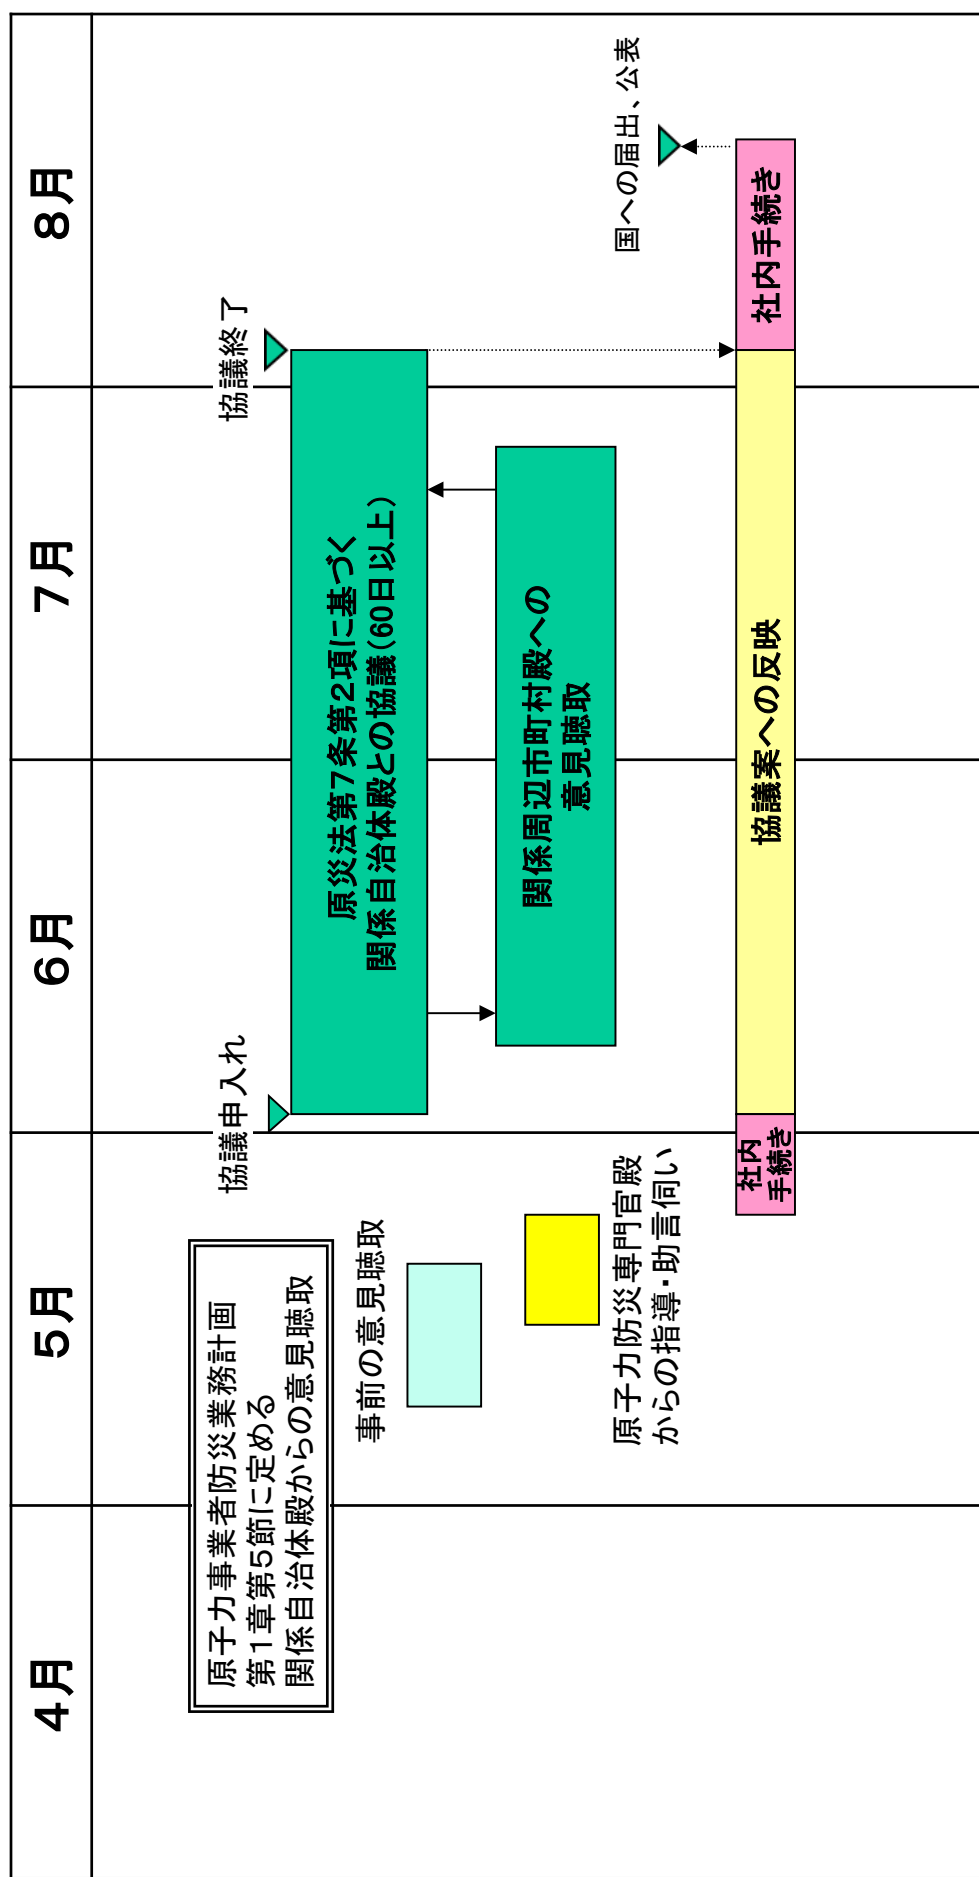 4月
5月
6月
7月
8月
原子力事業者防災業務計画
第1章第5節に定める
関係自治体殿からの意見聴取
事前の意見聴取
原子力防災専門官殿
からの指導・助言伺い
協議申入れ
協議終了
原災法第7条第2項に基づく
関係自治体殿との協議(60日以上)
関係周辺市町村殿への
意見聴取
国への届出、公表
社内
手続き
協議案への反映
社内手続き